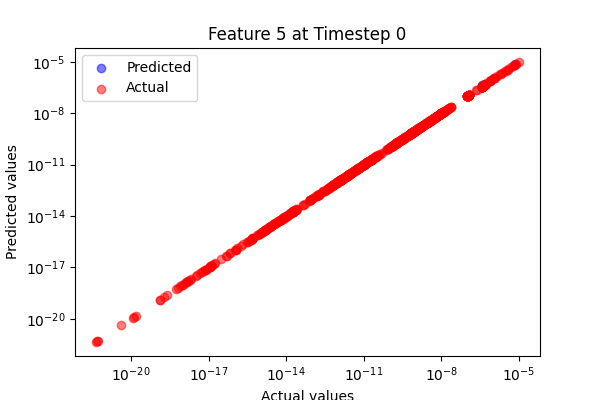 Feature 5 at Timestep 0
Predicted
Actual
Predicted values
10⁻⁵
10⁻⁸
10⁻¹¹
10⁻¹⁴
10⁻¹⁷
10⁻²⁰
10⁻²⁰ 10⁻¹⁷ 10⁻¹⁴ 10⁻¹¹ 10⁻⁸ 10⁻⁵
Actual values